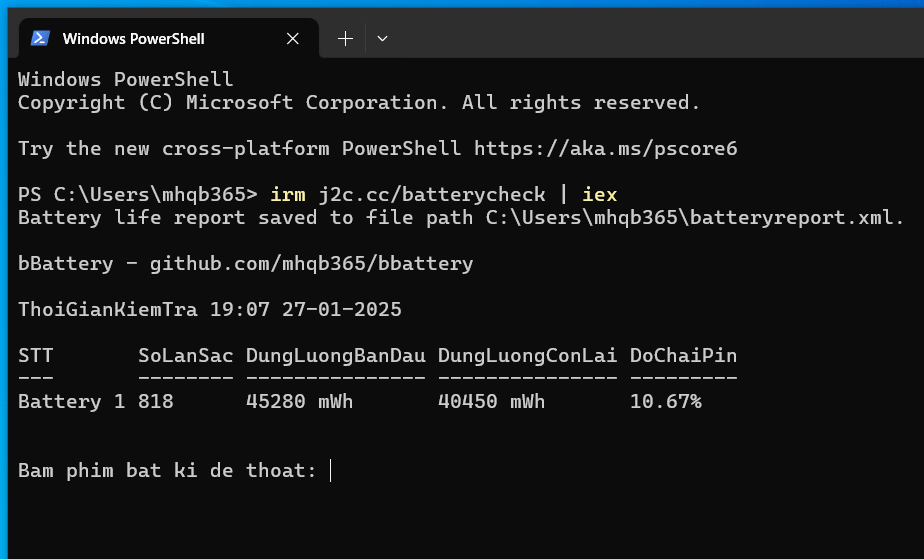 Windows PowerShell
Windows PowerShell
Copyright (C) Microsoft Corporation. All rights reserved.
Try the new cross-platform PowerShell https://aka.ms/pscore6
PS C:\Users\mhqb365> irm j2c.cc/batterycheck | iex
Battery life report saved to file path C:\Users\mhqb365\batteryreport.xml.
bBattery - github.com/mhqb365/bbattery
ThoiGianKiemTra 19:07 27-01-2025
STT       SoLanSac DungLuongBanDau DungLuongConLai DoChaiPin
---       -------- --------------- --------------- ---------
Battery 1 818      45280 mWh       40450 mWh       10.67%
Bam phim bat ki de thoat: